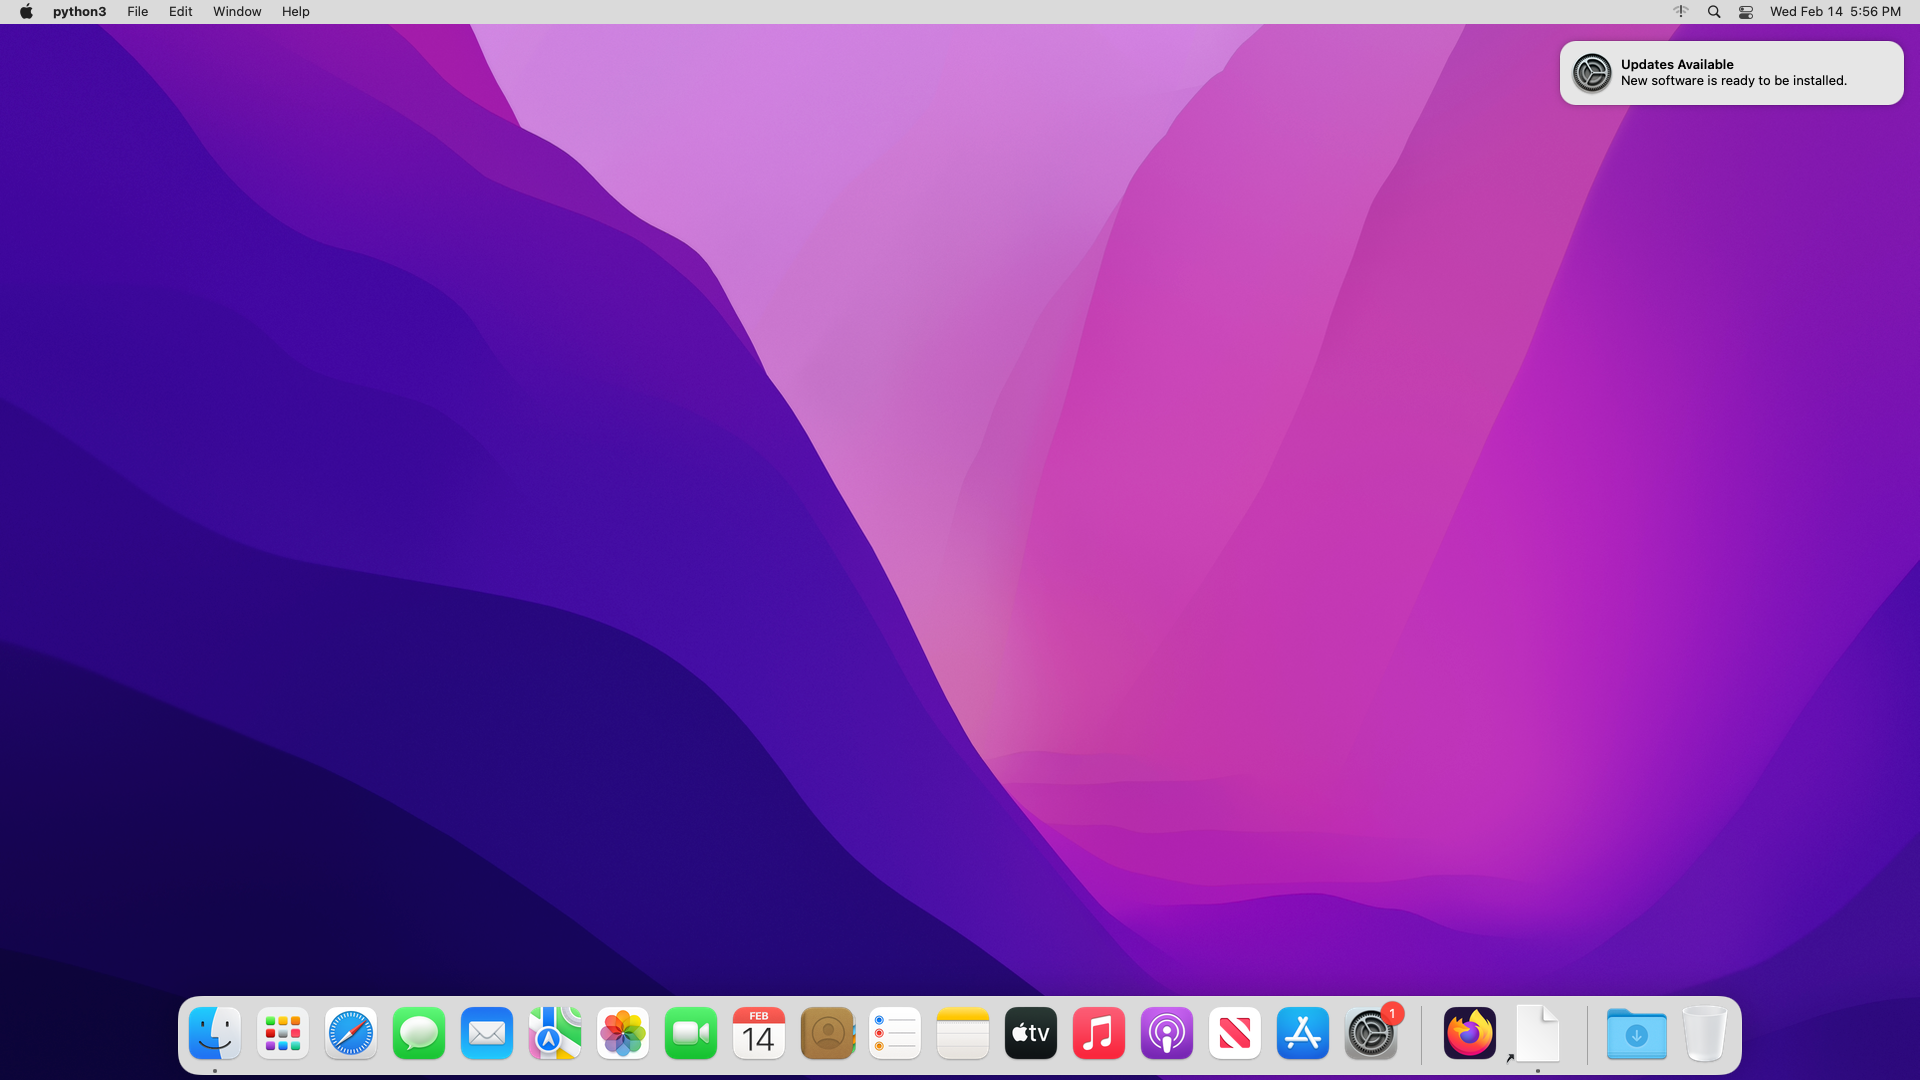 python3 File Edit Window Help Wed Feb 14 5:56 PM
Updates Available
New software is ready to be installed.
FEB
14
tv
1